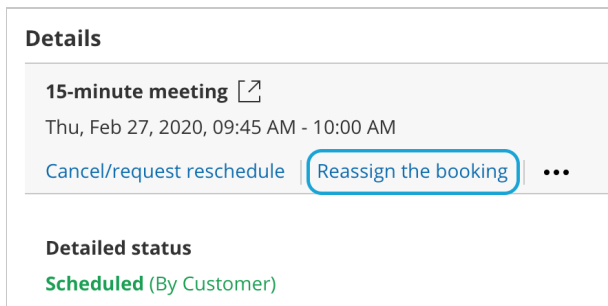 Details
15-minute meeting
Thu, Feb 27, 2020, 09:45 AM - 10:00 AM
Cancel/request reschedule | Reassign the booking | •••
Detailed status
Scheduled (By Customer)